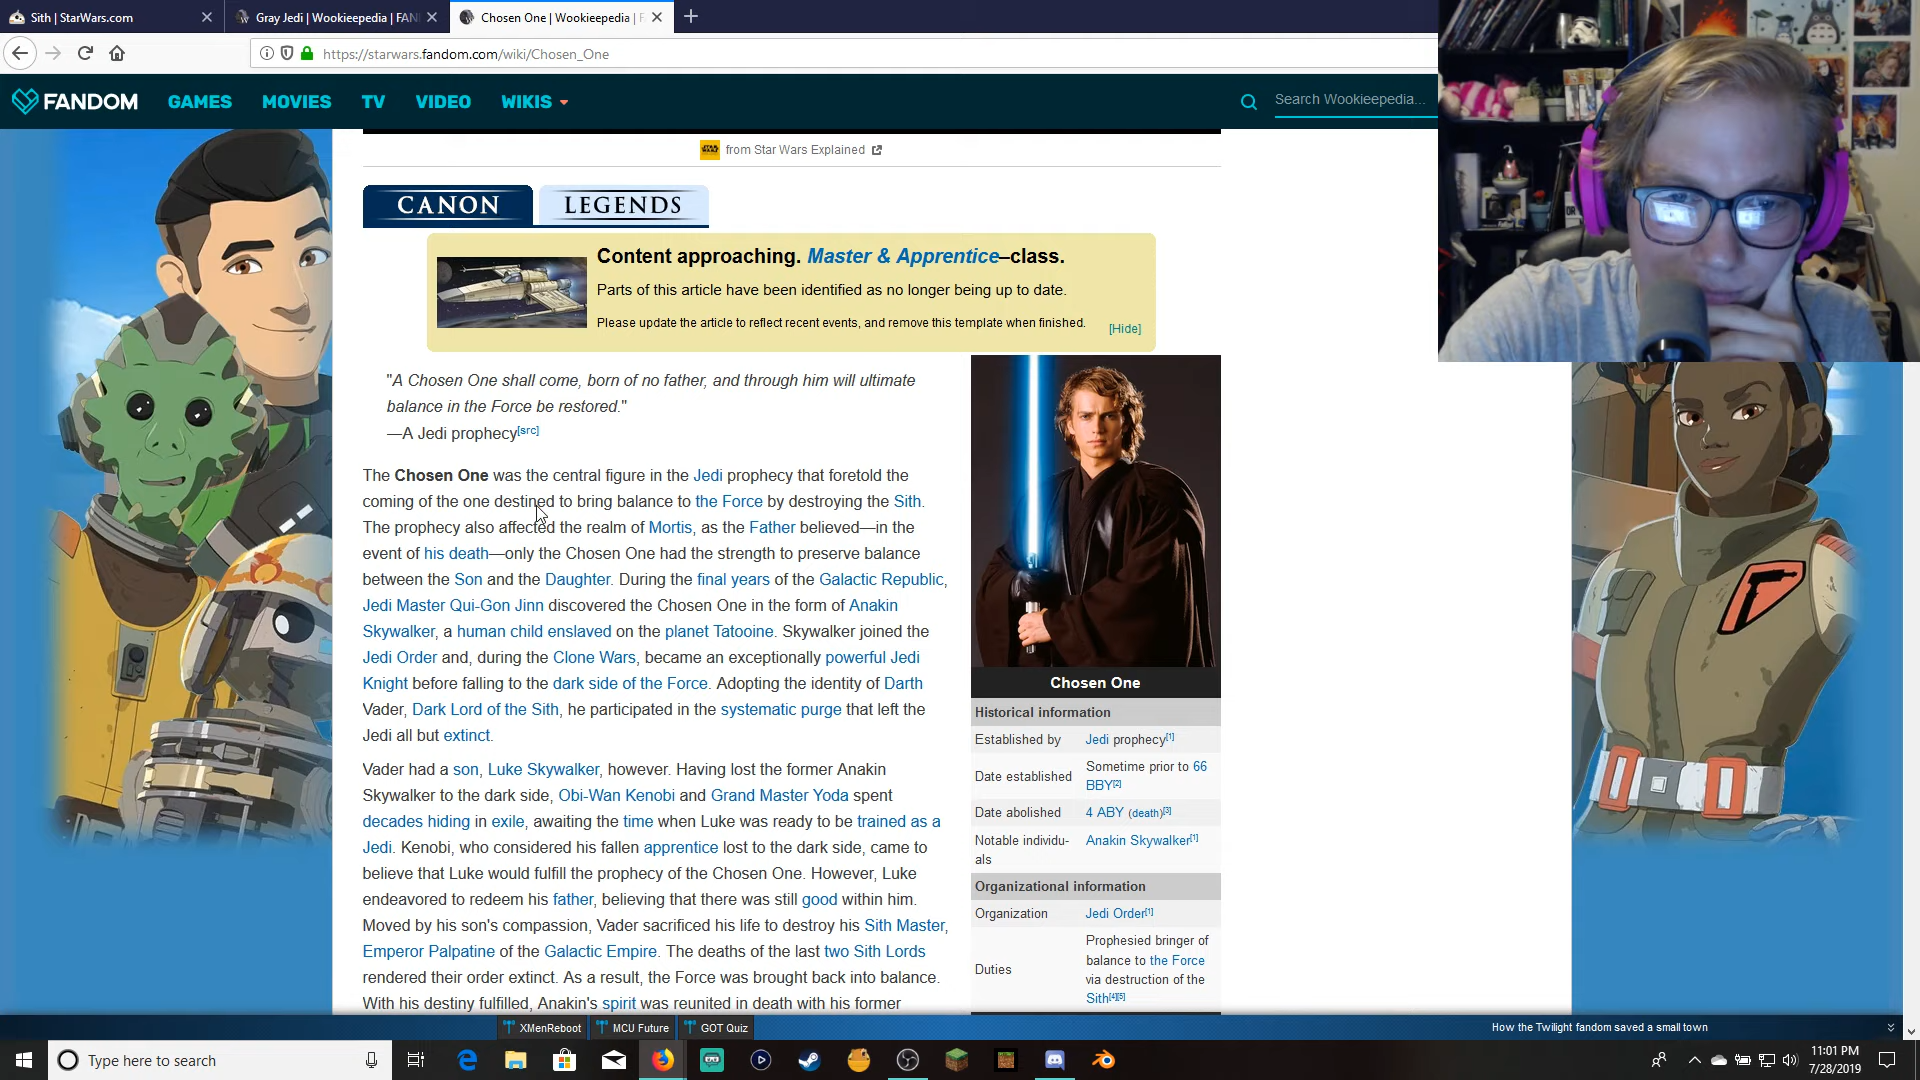 Sith | StarWars.com
Gray Jedi | Wookieepedia | FAN
Chosen One | Wookieepedia | F
https://starwars.fandom.com/wiki/Chosen_One
FANDOM GAMES MOVIES TV VIDEO WIKIS Search Wookieepedia...
from Star Wars Explained
CANON LEGENDS
Content approaching. Master & Apprentice–class.
Parts of this article have been identified as no longer being up to date.
Please update the article to reflect recent events, and remove this template when finished.
[Hide]
"A Chosen One shall come, born of no father, and through him will ultimate
balance in the Force be restored."
—A Jedi prophecy[src]
The Chosen One was the central figure in the Jedi prophecy that foretold the
coming of the one destined to bring balance to the Force by destroying the Sith.
The prophecy also affected the realm of Mortis, as the Father believed—in the
event of his death—only the Chosen One had the strength to preserve balance
between the Son and the Daughter. During the final years of the Galactic Republic,
Jedi Master Qui-Gon Jinn discovered the Chosen One in the form of Anakin
Skywalker, a human child enslaved on the planet Tatooine. Skywalker joined the
Jedi Order and, during the Clone Wars, became an exceptionally powerful Jedi
Knight before falling to the dark side of the Force. Adopting the identity of Darth
Vader, Dark Lord of the Sith, he participated in the systematic purge that left the
Jedi all but extinct.
Vader had a son, Luke Skywalker, however. Having lost the former Anakin
Skywalker to the dark side, Obi-Wan Kenobi and Grand Master Yoda spent
decades hiding in exile, awaiting the time when Luke was ready to be trained as a
Jedi. Kenobi, who considered his fallen apprentice lost to the dark side, came to
believe that Luke would fulfill the prophecy of the Chosen One. However, Luke
endeavored to redeem his father, believing that there was still good within him.
Moved by his son's compassion, Vader sacrificed his life to destroy his Sith Master,
Emperor Palpatine of the Galactic Empire. The deaths of the last two Sith Lords
rendered their order extinct. As a result, the Force was brought back into balance.
With his destiny fulfilled, Anakin's spirit was reunited in death with his former
Chosen One
Historical information
Established by Jedi prophecy[1]
Date established Sometime prior to 66
BBY[2]
Date abolished 4 ABY (death)[3]
Notable individu-
als Anakin Skywalker[1]
Organizational information
Organization Jedi Order[1]
Duties Prophesied bringer of
balance to the Force
via destruction of the
Sith[4][5]
XMenReboot MCU Future GOT Quiz
How the Twilight fandom saved a small town
Type here to search
11:01 PM
7/28/2019